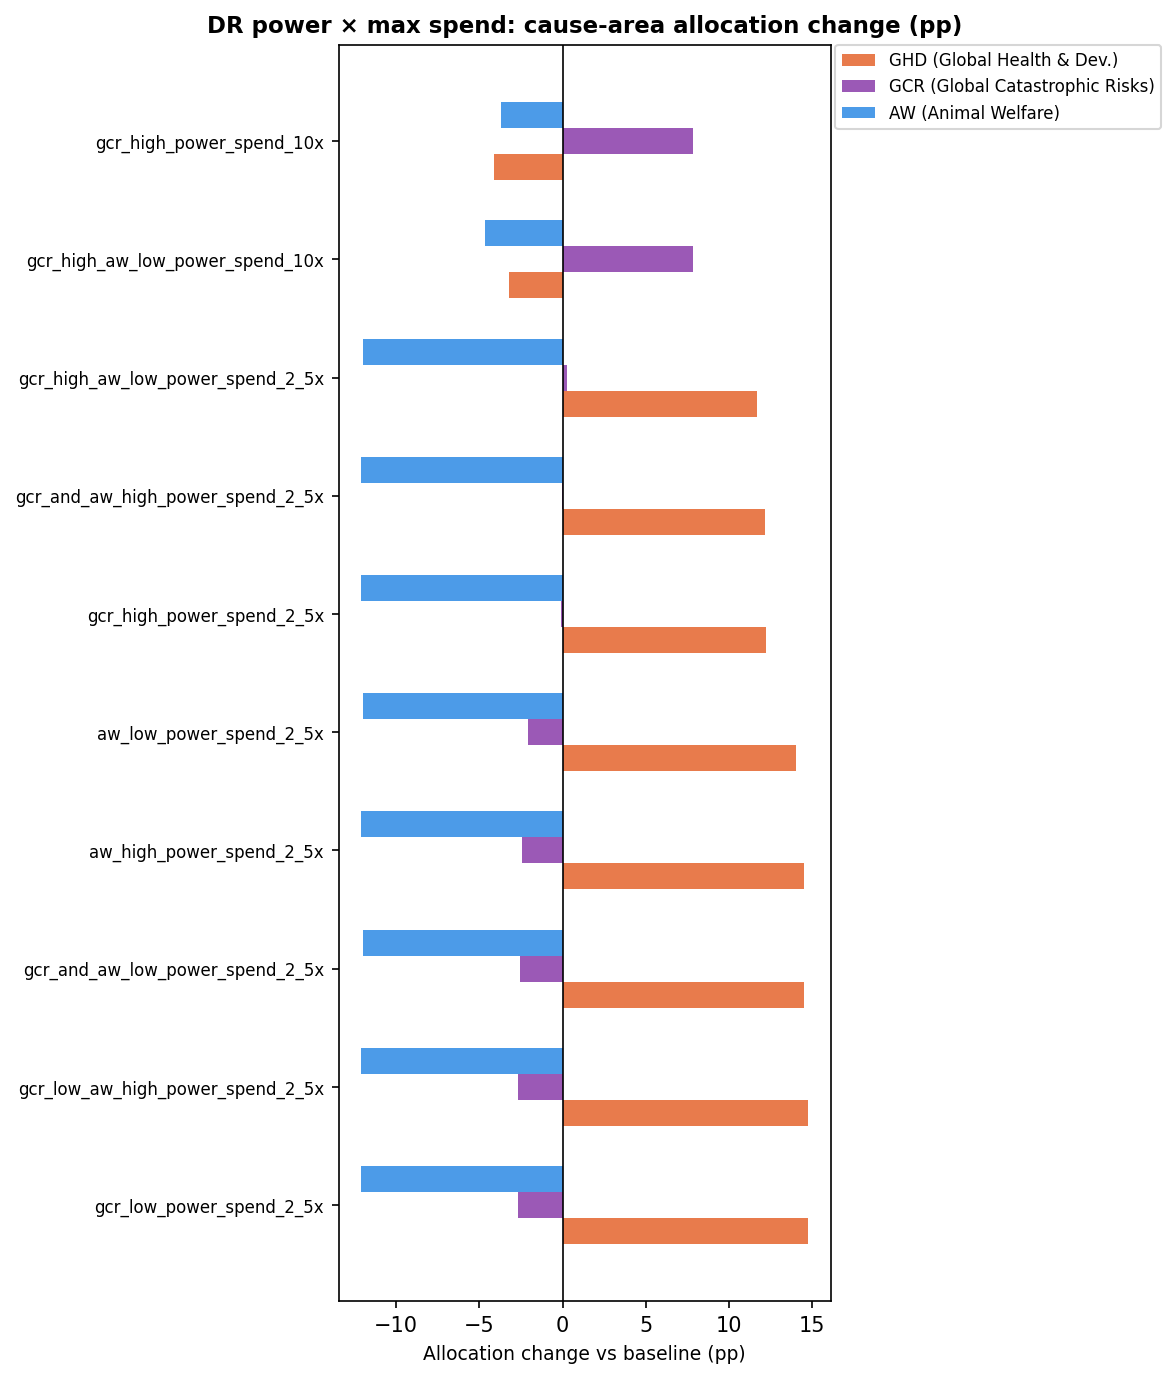 DR power × max spend: cause-area allocation change (pp)
GHD (Global Health & Dev.)
GCR (Global Catastrophic Risks)
AW (Animal Welfare)
gcr_high_power_spend_10x
gcr_high_aw_low_power_spend_10x
gcr_high_aw_low_power_spend_2_5x
gcr_and_aw_high_power_spend_2_5x
gcr_high_power_spend_2_5x
aw_low_power_spend_2_5x
aw_high_power_spend_2_5x
gcr_and_aw_low_power_spend_2_5x
gcr_low_aw_high_power_spend_2_5x
gcr_low_power_spend_2_5x
−10 −5 0 5 10 15
Allocation change vs baseline (pp)